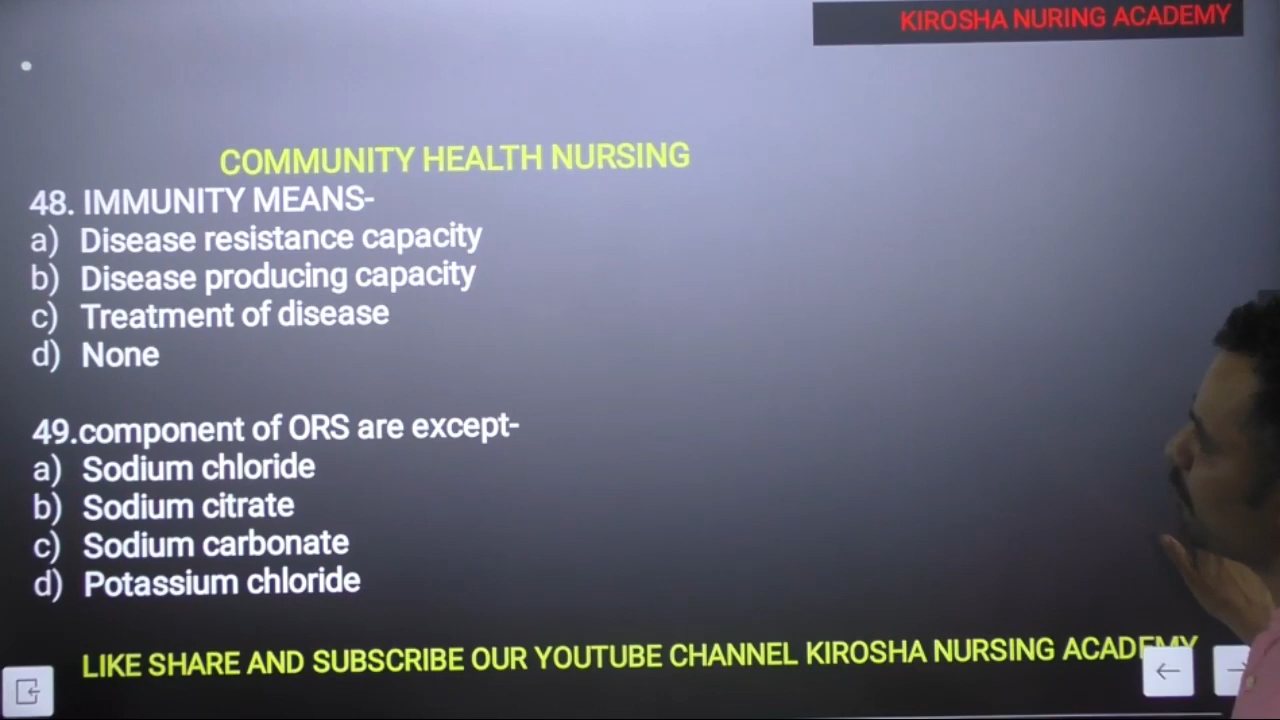 KIROSHA NURING ACADEMY
COMMUNITY HEALTH NURSING
48. IMMUNITY MEANS-
a) Disease resistance capacity
b) Disease producing capacity
c) Treatment of disease
d) None
49.component of ORS are except-
a) Sodium chloride
b) Sodium citrate
c) Sodium carbonate
d) Potassium chloride
LIKE SHARE AND SUBSCRIBE OUR YOUTUBE CHANNEL KIROSHA NURSING ACADEMY